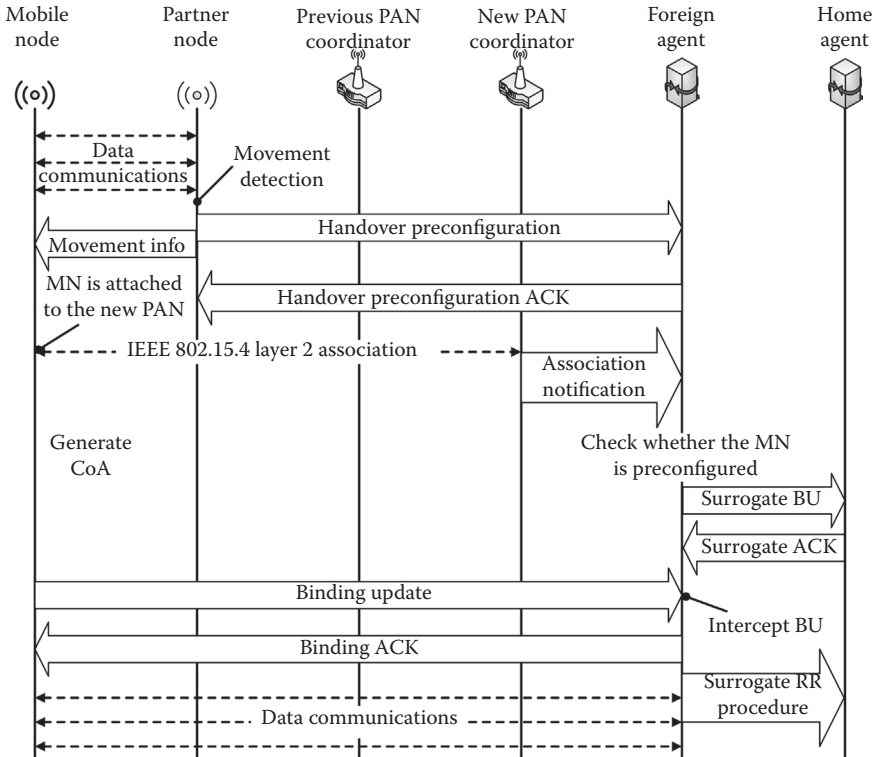 Mobile
node
Partner
node
Previous PAN
coordinator
New PAN
coordinator
Foreign
agent
Home
agent
Data
communications
Movement
detection
Handover preconfiguration
Movement info
MN is attached
to the new PAN
Handover preconfiguration ACK
IEEE 802.15.4 layer 2 association
Association
notification
Generate
CoA
Check whether the MN
is preconfigured
Surrogate BU
Surrogate ACK
Binding update
Intercept BU
Binding ACK
Surrogate RR
procedure
Data communications